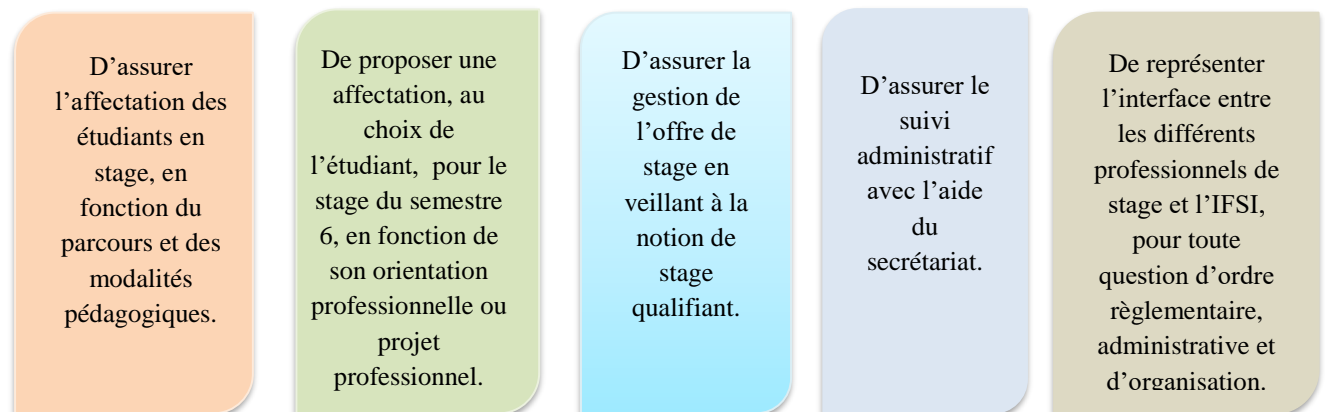 D’assurer
l’affectation des
étudiants en
stage, en
fonction du
parcours et des
modalités
pédagogiques.
De proposer une
affectation, au
choix de
l’étudiant, pour le
stage du semestre
6, en fonction de
son orientation
professionnelle ou
projet
professionnel.
D’assurer la
gestion de
l’offre de
stage en
veillant à la
notion de
stage
qualifiant.
D’assurer le
suivi
administratif
avec l’aide
du
secrétariat.
De représenter
l’interface entre
les différents
professionnels de
stage et l’IFSI,
pour toute
question d’ordre
règlementaire,
administrative et
d’organisation.